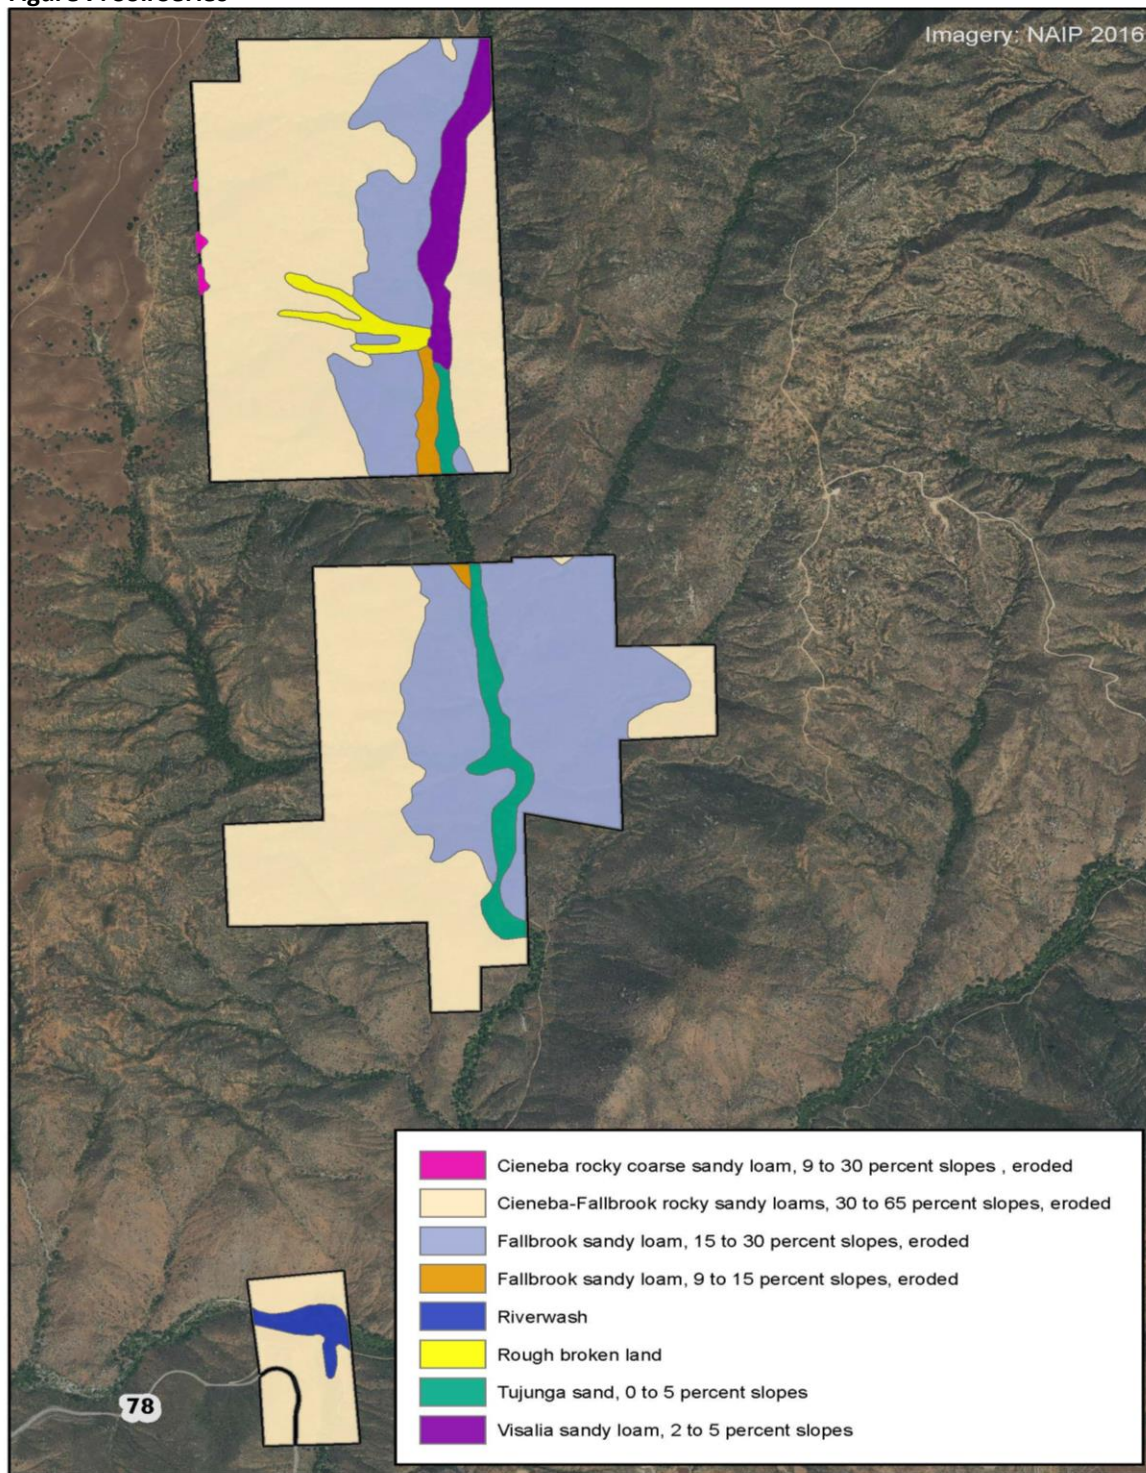 Imagery: NAIP 2016
Cieneba rocky coarse sandy loam, 9 to 30 percent slopes , eroded
Cieneba-Fallbrook rocky sandy loams, 30 to 65 percent slopes, eroded
Fallbrook sandy loam, 15 to 30 percent slopes, eroded
Fallbrook sandy loam, 9 to 15 percent slopes, eroded
Riverwash
Rough broken land
Tujunga sand, 0 to 5 percent slopes
Visalia sandy loam, 2 to 5 percent slopes
78